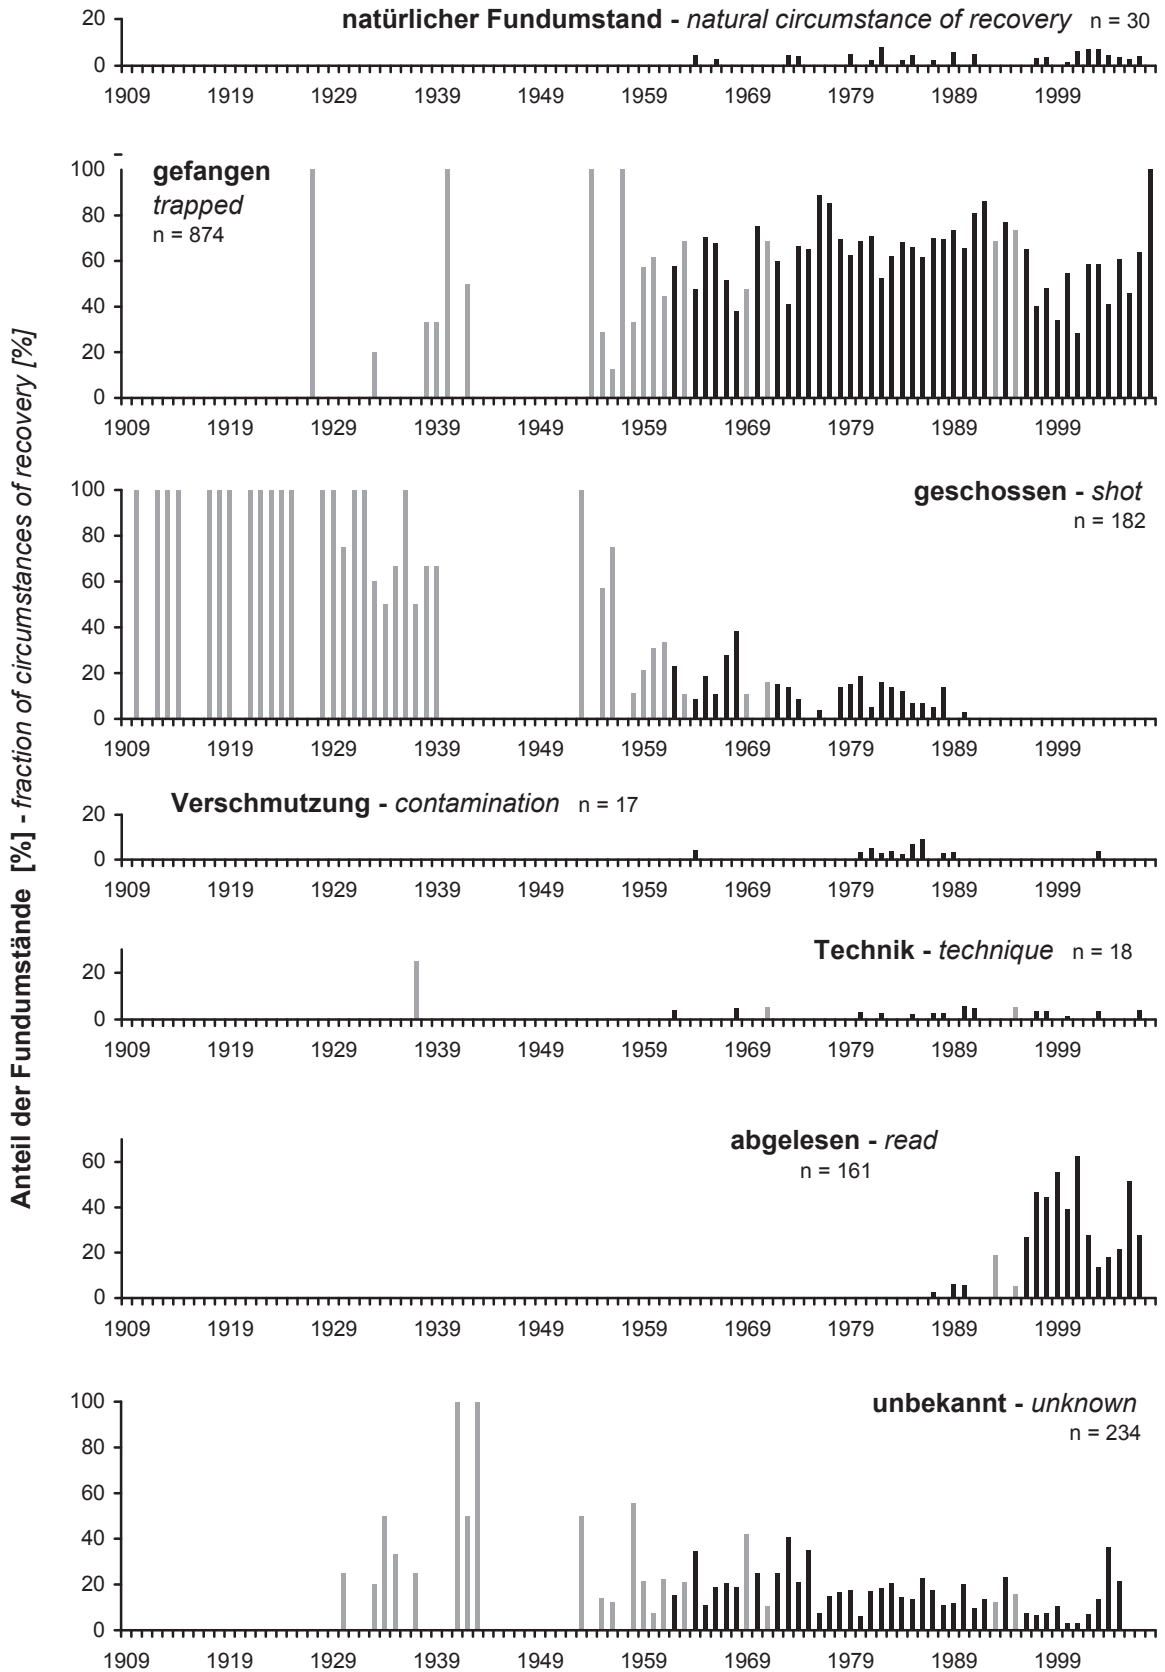 Anteil der Fundumstände [%] - fraction of circumstances of recovery [%]
natürlicher Fundumstand - natural circumstance of recovery n = 30
20
0
1909 1919 1929 1939 1949 1959 1969 1979 1989 1999
gefangen
trapped
n = 874
100
80
60
40
20
0
1909 1919 1929 1939 1949 1959 1969 1979 1989 1999
geschossen - shot
n = 182
100
80
60
40
20
0
1909 1919 1929 1939 1949 1959 1969 1979 1989 1999
Verschmutzung - contamination n = 17
20
0
1909 1919 1929 1939 1949 1959 1969 1979 1989 1999
Technik - technique n = 18
20
0
1909 1919 1929 1939 1949 1959 1969 1979 1989 1999
abgelesen - read
n = 161
60
40
20
0
1909 1919 1929 1939 1949 1959 1969 1979 1989 1999
unbekannt - unknown
n = 234
100
80
60
40
20
0
1909 1919 1929 1939 1949 1959 1969 1979 1989 1999